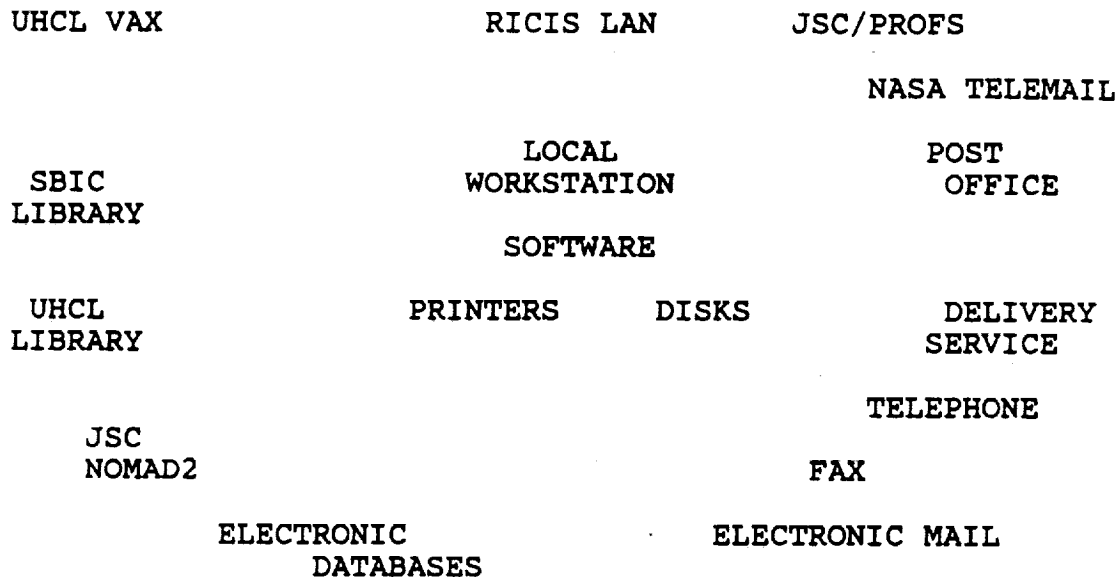 UHCL VAX RICIS LAN JSC/PROFS
NASA TELEMAIL
LOCAL POST
SBIC WORKSTATION OFFICE
LIBRARY
SOFTWARE
UHCL PRINTERS DISKS DELIVERY
LIBRARY SERVICE
TELEPHONE
JSC
NOMAD2 FAX
ELECTRONIC ELECTRONIC MAIL
DATABASES